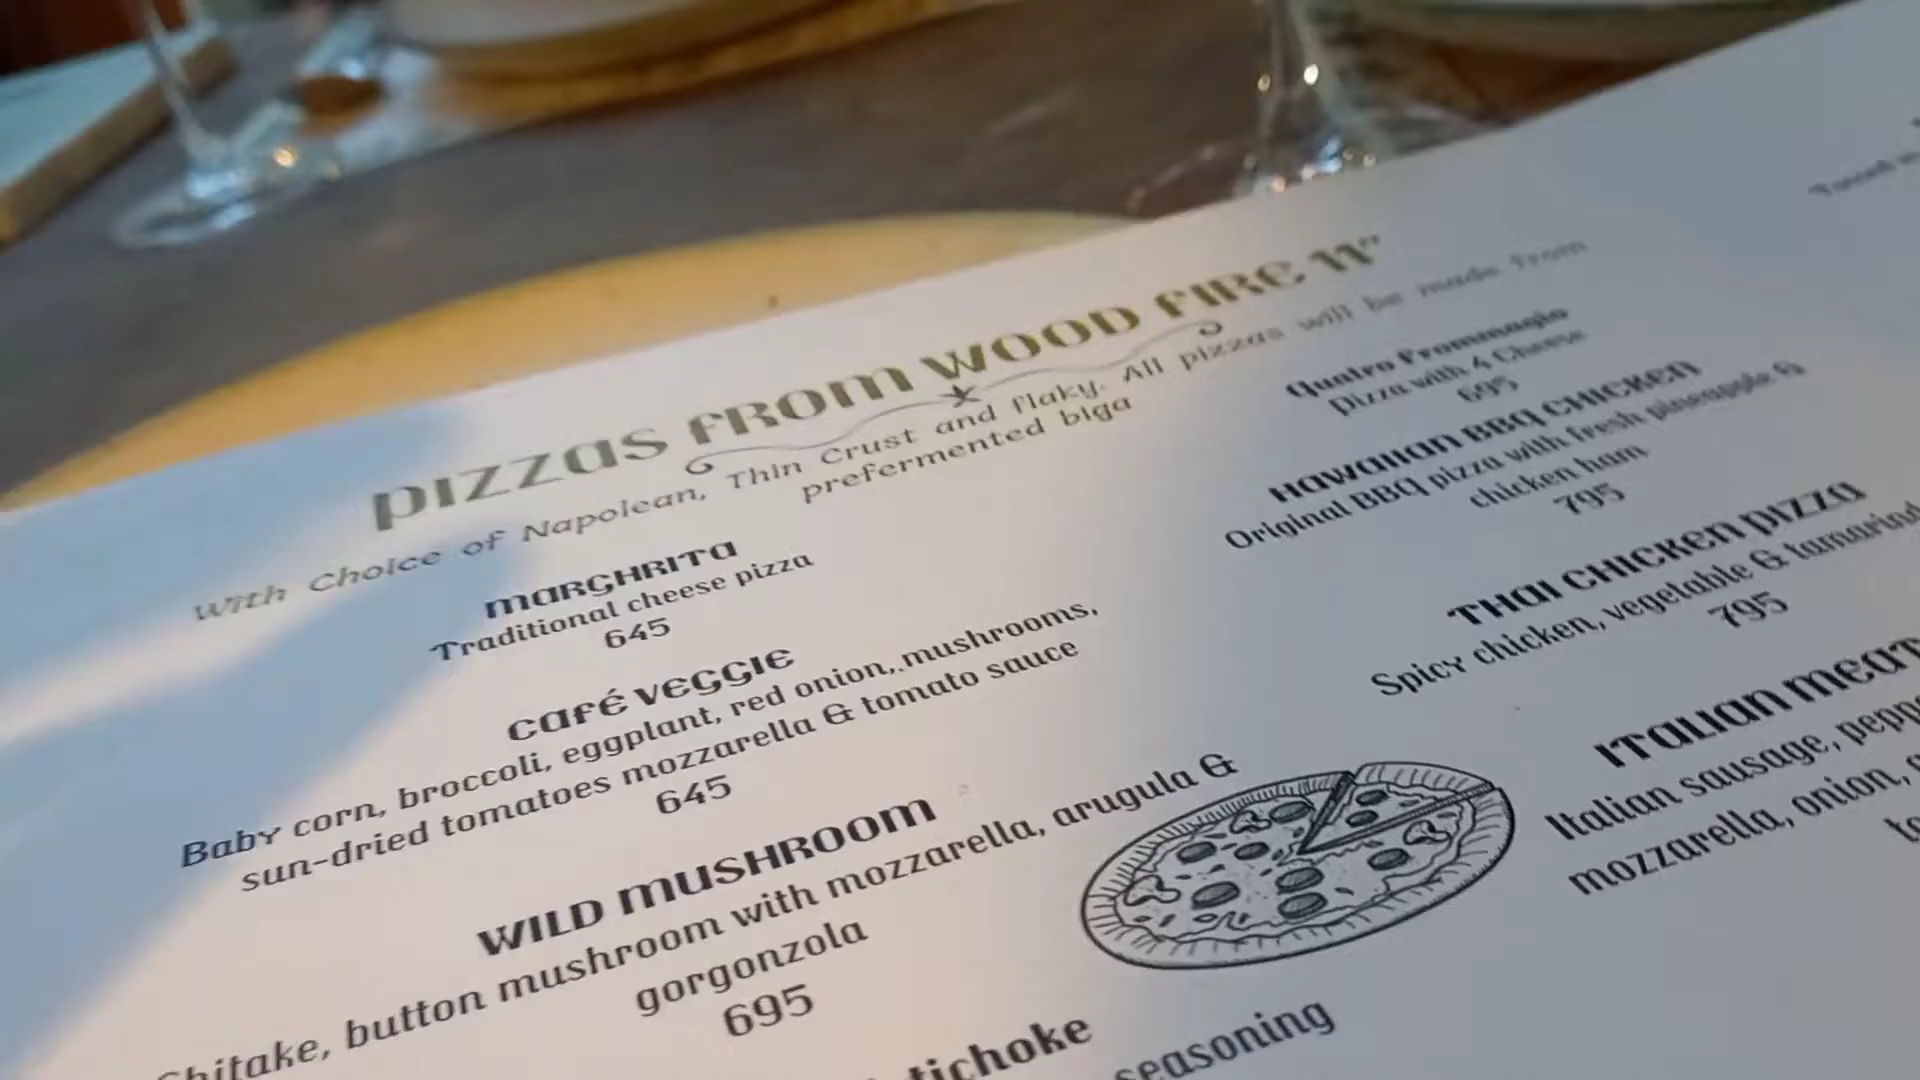 PIZZAS FROM WOOD FIRE 11"
With Choice of Napolean, Thin Crust and flaky. All pizzas will be made from
prefermented biga
MARGHRITA
Traditional cheese pizza
645
CAFÉ VEGGIE
Baby corn, broccoli, eggplant, red onion,.mushrooms,
sun-dried tomatoes mozzarella & tomato sauce
645
WILD MUSHROOM
Shitake, button mushroom with mozzarella, arugula &
gorgonzola
695
tichoke
seasoning
Quatro Frommagio
Pizza with 4 Cheese
695
HAWAIIAN BBQ CHICKEN
Original BBQ pizza with fresh pineapple &
chicken ham
795
THAI CHICKEN PIZZA
Spicy chicken, vegetable & tamarind
795
ITALIAN MEAT
Italian sausage,
mozzarella, onion,